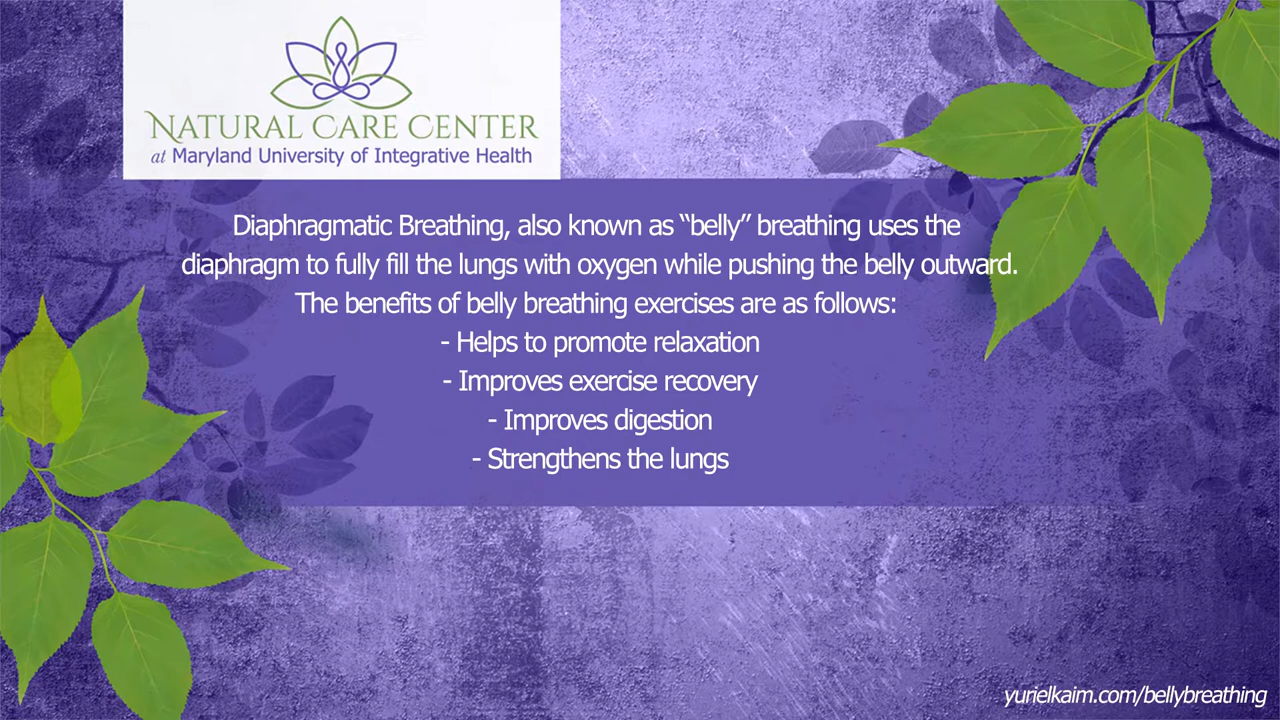 NATURAL CARE CENTER
at Maryland University of Integrative Health
Diaphragmatic Breathing, also known as “belly” breathing uses the
diaphragm to fully fill the lungs with oxygen while pushing the belly outward.
The benefits of belly breathing exercises are as follows:
- Helps to promote relaxation
- Improves exercise recovery
- Improves digestion
- Strengthens the lungs
yurielkaim.com/bellybreathing